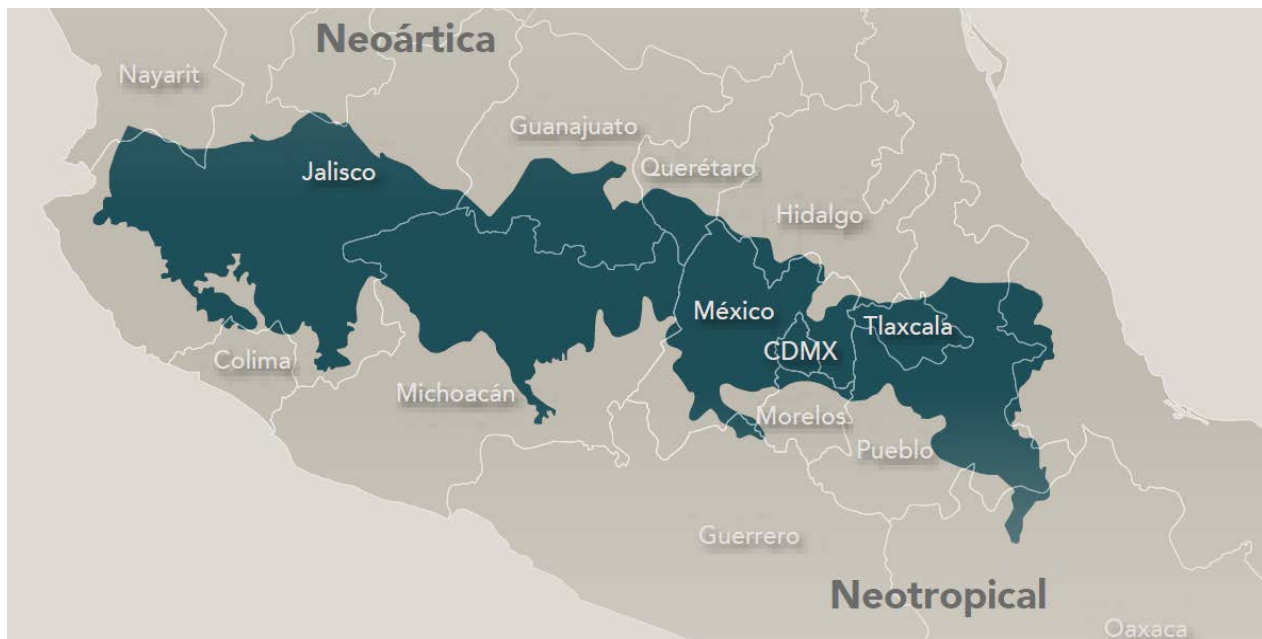 Neoártica
Nayarit
Guanajuato
Jalisco
Querétaro
Hidalgo
México
Tlaxcala
CDMX
Colima
Michoacán
Morelos
Pueblo
Guerrero
Neotropical
Oaxaca